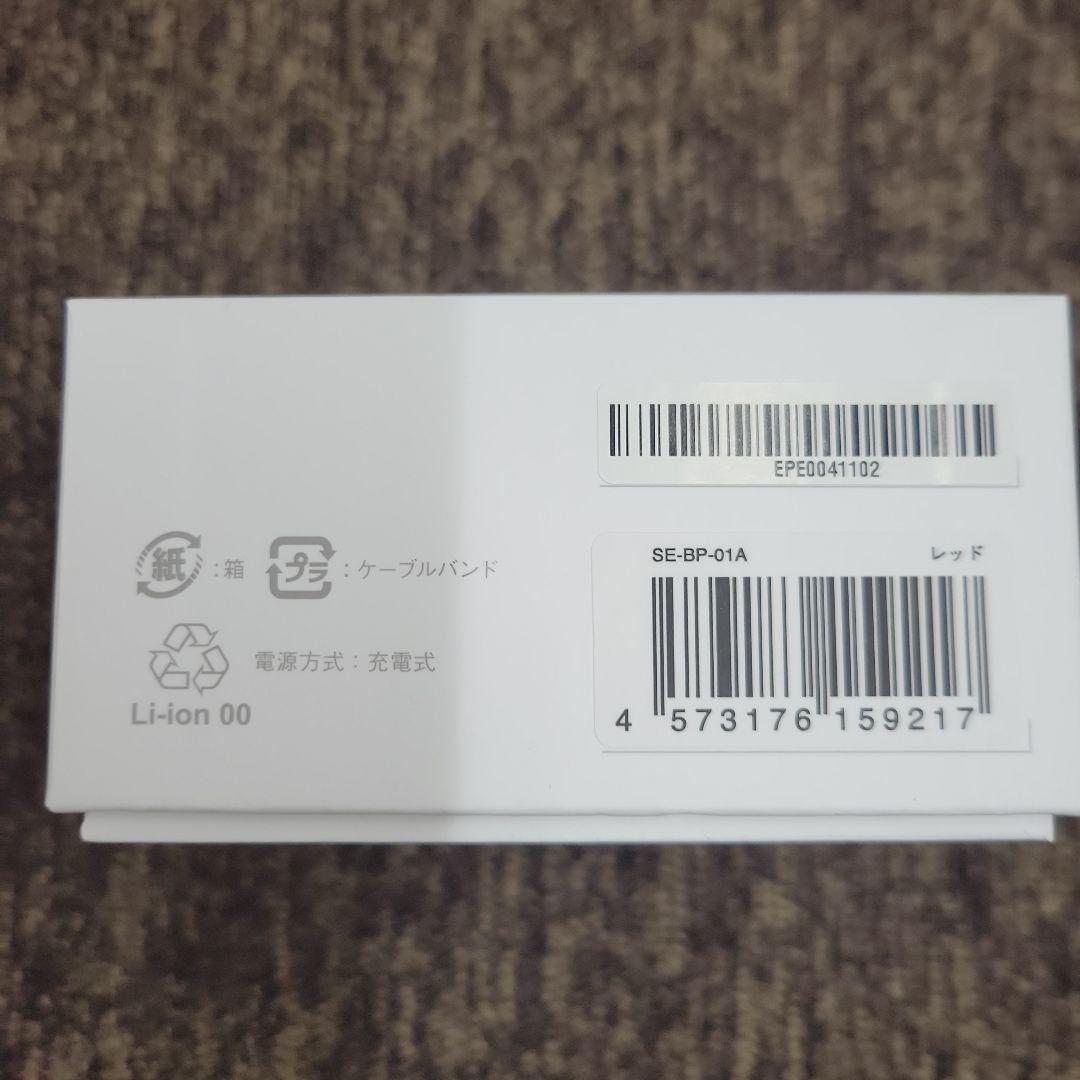 EPE0041102
SE-BP-01A レッド
4 573176 159217
紙 : 箱 プラ : ケーブルバンド
電源方式 : 充電式
Li-ion 00